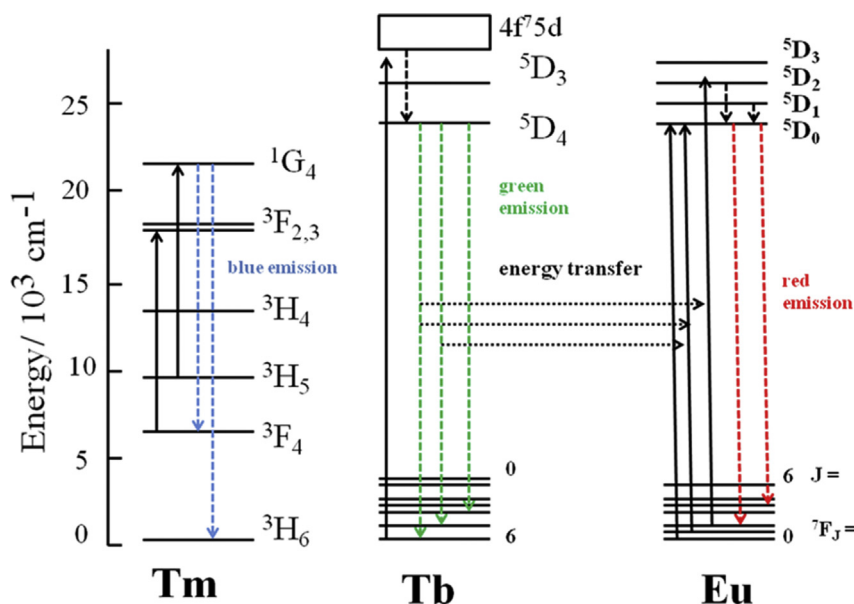 Energy/ 10³ cm⁻¹
25
20
15
10
5
0
¹G₄
³F₂,₃
blue emission
³H₄
³H₅
³F₄
³H₆
Tm
4f⁷5d
⁵D₃
⁵D₄
green
emission
energy transfer
0
6
Tb
⁵D₃
⁵D₂
⁵D₁
⁵D₀
red
emission
6 J =
0 ⁷F_J =
Eu